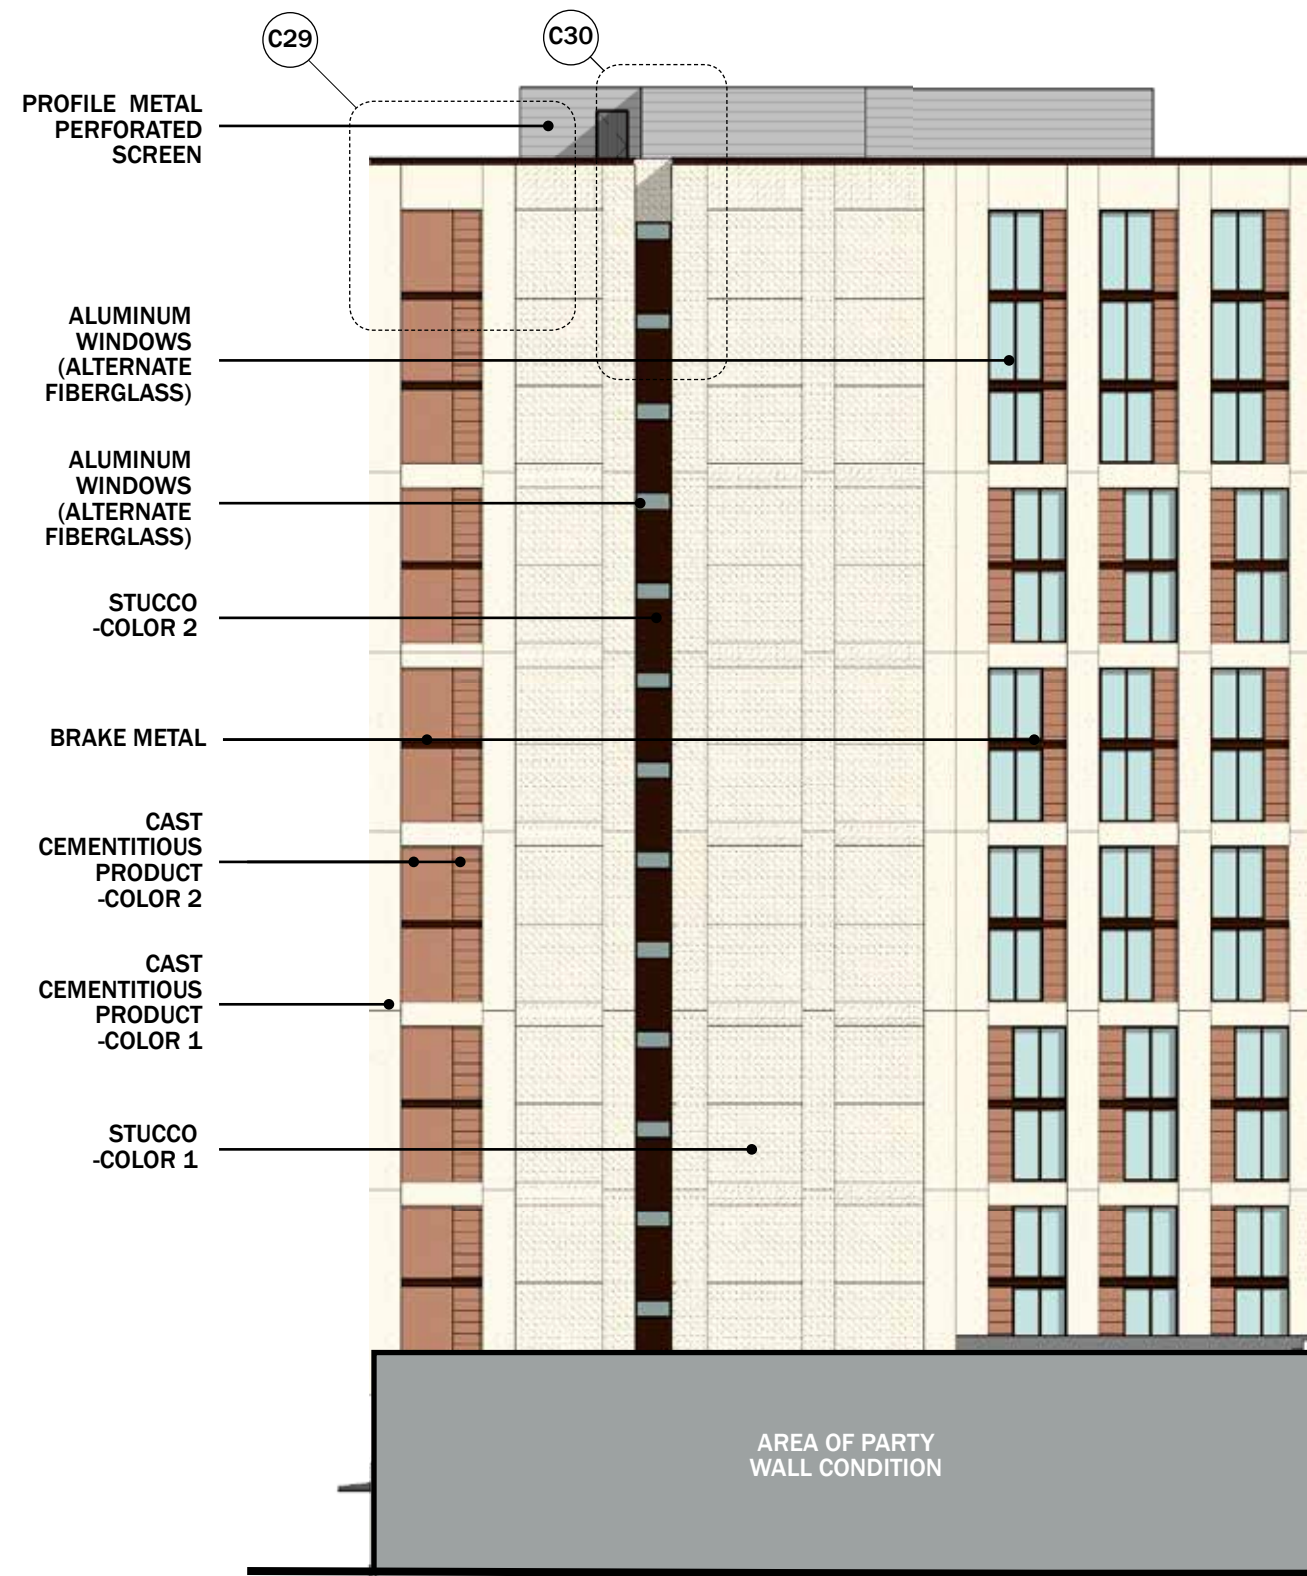 C29
C30
PROFILE METAL
PERFORATED
SCREEN
ALUMINUM
WINDOWS
(ALTERNATE
FIBERGLASS)
ALUMINUM
WINDOWS
(ALTERNATE
FIBERGLASS)
STUCCO
-COLOR 2
BRAKE METAL
CAST
CEMENTITIOUS
PRODUCT
-COLOR 2
CAST
CEMENTITIOUS
PRODUCT
-COLOR 1
STUCCO
-COLOR 1
AREA OF PARTY
WALL CONDITION